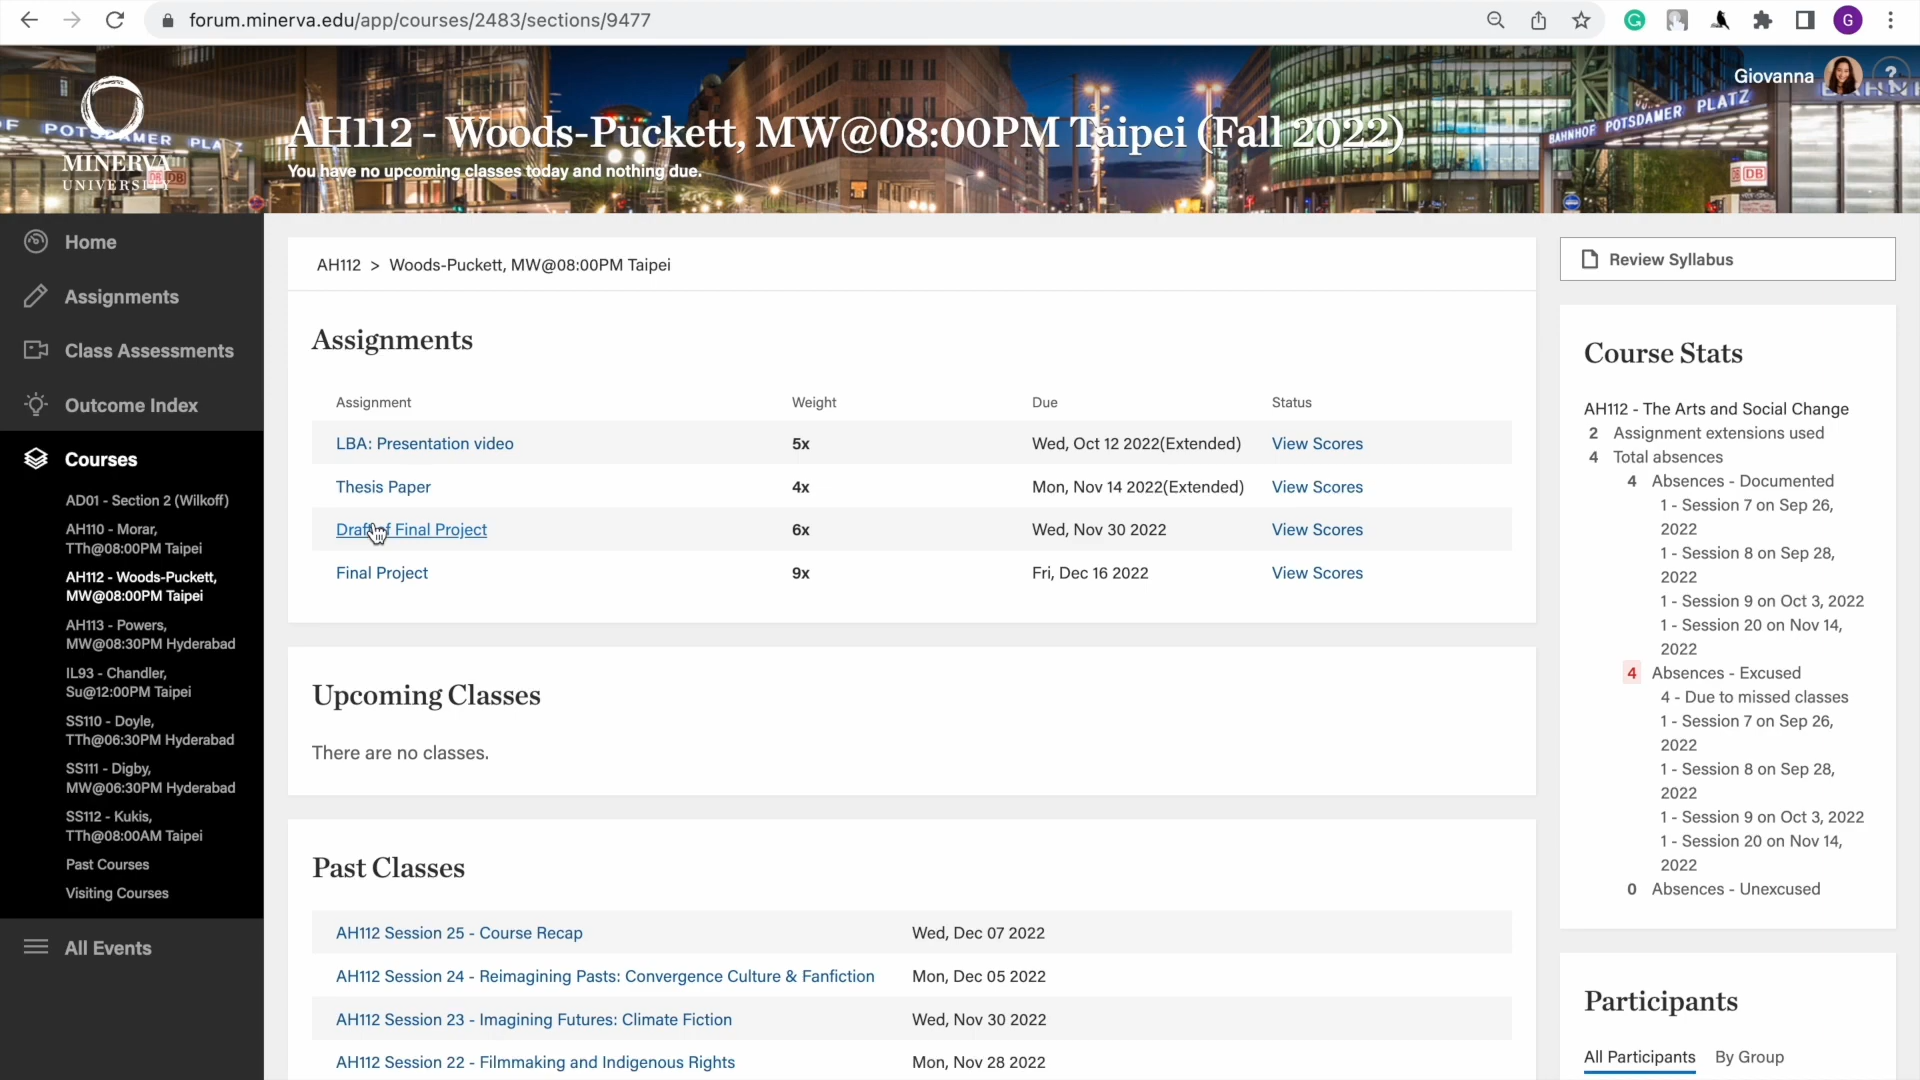 forum.minerva.edu/app/courses/2483/sections/9477
G
G
Giovanna
?
POTSDAMER PLATZ
BAHNHOF POTSDAMER PLATZ
DB
MINERVA
UNIVERSITY
AH112 - Woods-Puckett, MW@08:00PM Taipei (Fall 2022)
You have no upcoming classes today and nothing due.
Home
Assignments
Class Assessments
Outcome Index
Courses
AD01 - Section 2 (Wilkoff)
AH110 - Morar,
TTh@08:00PM Taipei
AH112 - Woods-Puckett,
MW@08:00PM Taipei
AH113 - Powers,
MW@08:30PM Hyderabad
IL93 - Chandler,
Su@12:00PM Taipei
SS110 - Doyle,
TTh@06:30PM Hyderabad
SS111 - Digby,
MW@06:30PM Hyderabad
SS112 - Kukis,
TTh@08:00AM Taipei
Past Courses
Visiting Courses
All Events
AH112 > Woods-Puckett, MW@08:00PM Taipei
Assignments
Assignment Weight Due Status
LBA: Presentation video 5x Wed, Oct 12 2022(Extended) View Scores
Thesis Paper 4x Mon, Nov 14 2022(Extended) View Scores
Draft of Final Project 6x Wed, Nov 30 2022 View Scores
Final Project 9x Fri, Dec 16 2022 View Scores
Upcoming Classes
There are no classes.
Past Classes
AH112 Session 25 - Course Recap Wed, Dec 07 2022
AH112 Session 24 - Reimagining Pasts: Convergence Culture & Fanfiction Mon, Dec 05 2022
AH112 Session 23 - Imagining Futures: Climate Fiction Wed, Nov 30 2022
AH112 Session 22 - Filmmaking and Indigenous Rights Mon, Nov 28 2022
Review Syllabus
Course Stats
AH112 - The Arts and Social Change
2 Assignment extensions used
4 Total absences
4 Absences - Documented
1 - Session 7 on Sep 26,
2022
1 - Session 8 on Sep 28,
2022
1 - Session 9 on Oct 3, 2022
1 - Session 20 on Nov 14,
2022
4 Absences - Excused
4 - Due to missed classes
1 - Session 7 on Sep 26,
2022
1 - Session 8 on Sep 28,
2022
1 - Session 9 on Oct 3, 2022
1 - Session 20 on Nov 14,
2022
0 Absences - Unexcused
Participants
All Participants By Group